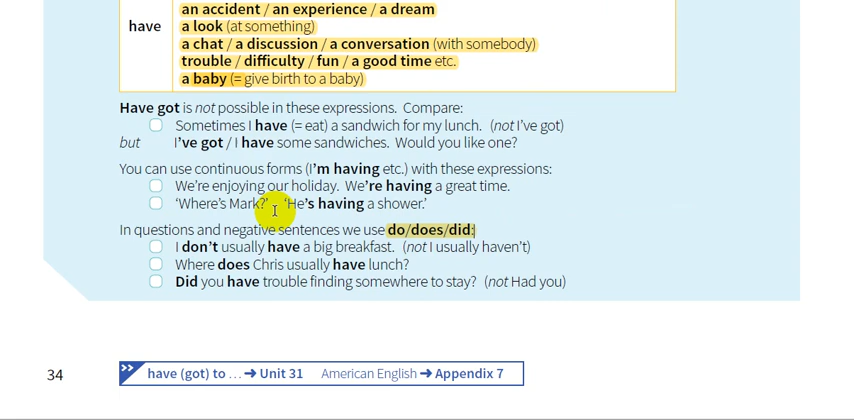 an accident / an experience / a dream
have
a look (at something)
a chat / a discussion / a conversation (with somebody)
trouble / difficulty / fun / a good time etc.
a baby (= give birth to a baby)
Have got is not possible in these expressions. Compare:
Sometimes I have (= eat) a sandwich for my lunch. (not I've got)
but I've got / I have some sandwiches. Would you like one?
You can use continuous forms (I'm having etc.) with these expressions:
We're enjoying our holiday. We're having a great time.
‘Where's Mark?’ ‘He's having a shower.’
In questions and negative sentences we use do/does/did:
I don't usually have a big breakfast. (not I usually haven't)
Where does Chris usually have lunch?
Did you have trouble finding somewhere to stay? (not Had you)
34
have (got) to … ➜ Unit 31 American English ➜ Appendix 7